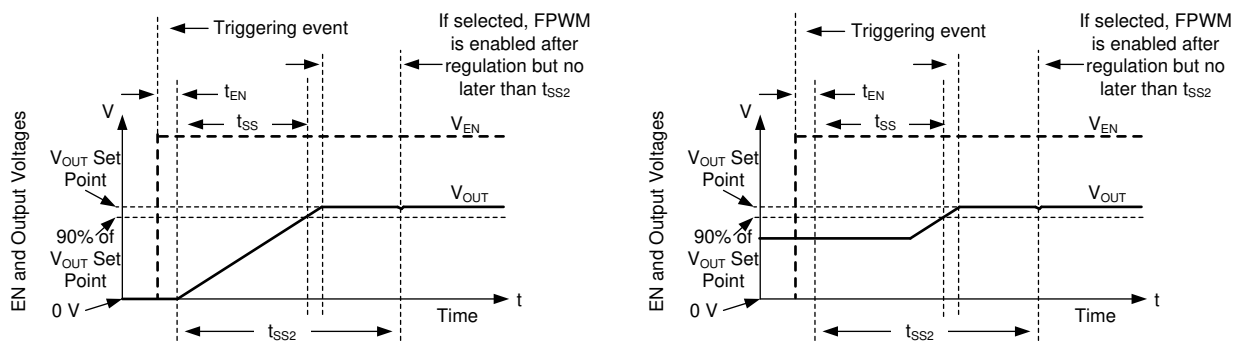 Triggering event
If selected, FPWM
is enabled after
regulation but no
later than tSS2
tEN
tSS
V
VEN
EN and Output Voltages
VOUT Set
Point
VOUT
90% of
VOUT Set
Point
0 V
t
Time
tSS2
Triggering event
If selected, FPWM
is enabled after
regulation but no
later than tSS2
tEN
tSS
V
VEN
EN and Output Voltages
VOUT Set
Point
VOUT
90% of
VOUT Set
Point
0 V
t
Time
tSS2